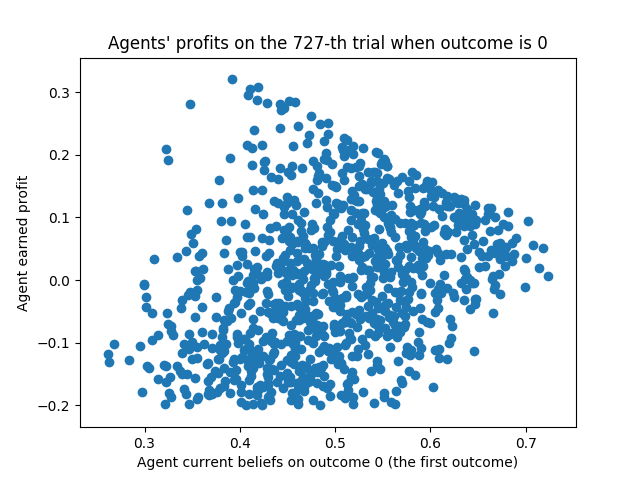 Agents' profits on the 727-th trial when outcome is 0
0.3
0.2
0.1
0.0
−0.1
−0.2
Agent earned profit
0.3 0.4 0.5 0.6 0.7
Agent current beliefs on outcome 0 (the first outcome)